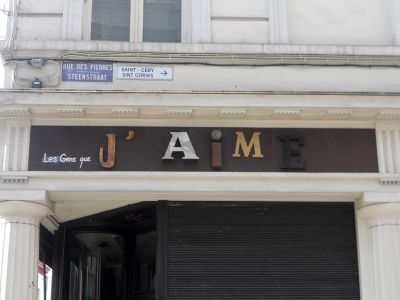 RUE DES PIERRES
STEENSTRAAT
SAINT - GÉRY →
SINT GORIKS
Les Gens que J'AiME